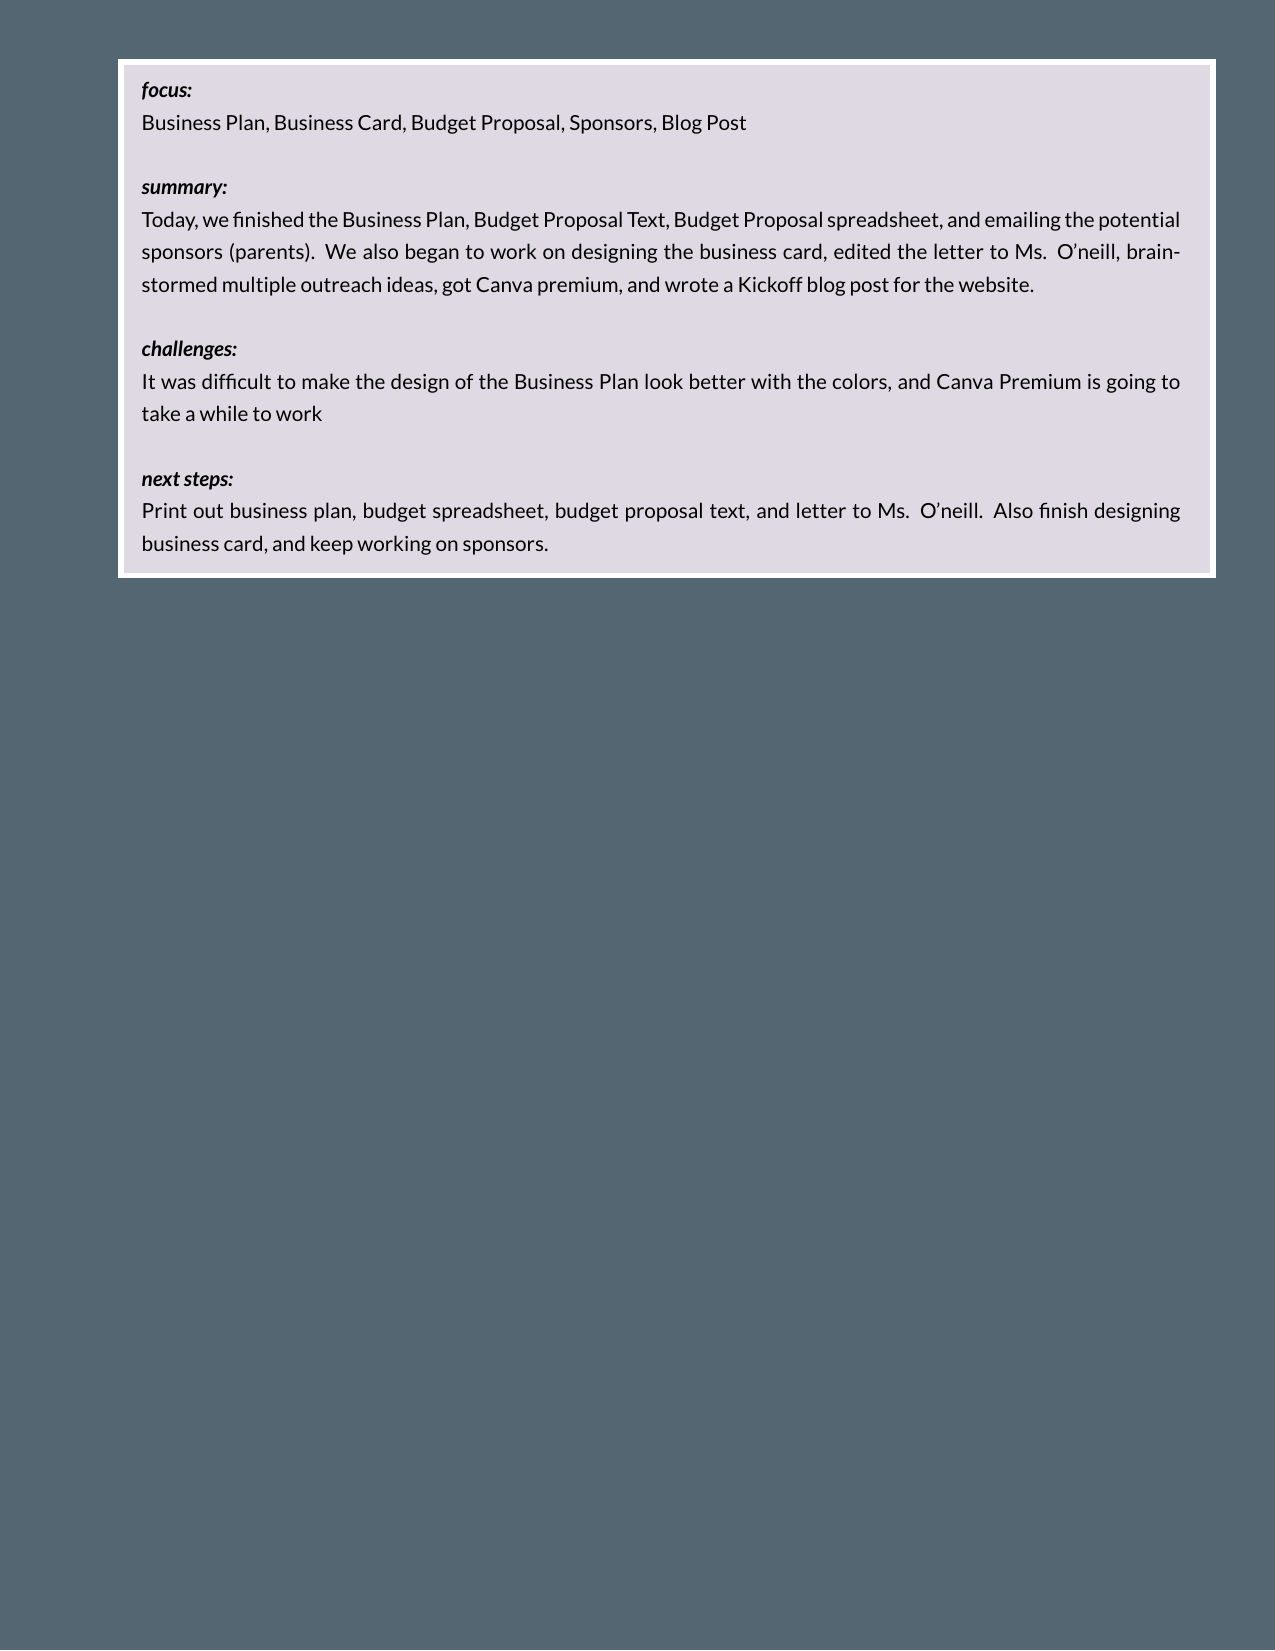 focus:
Business Plan, Business Card, Budget Proposal, Sponsors, Blog Post
summary:
Today, we finished the Business Plan, Budget Proposal Text, Budget Proposal spreadsheet, and emailing the potential
sponsors (parents). We also began to work on designing the business card, edited the letter to Ms. O’neill, brain-
stormed multiple outreach ideas, got Canva premium, and wrote a Kickoff blog post for the website.
challenges:
It was difficult to make the design of the Business Plan look better with the colors, and Canva Premium is going to
take a while to work
next steps:
Print out business plan, budget spreadsheet, budget proposal text, and letter to Ms. O’neill. Also finish designing
business card, and keep working on sponsors.